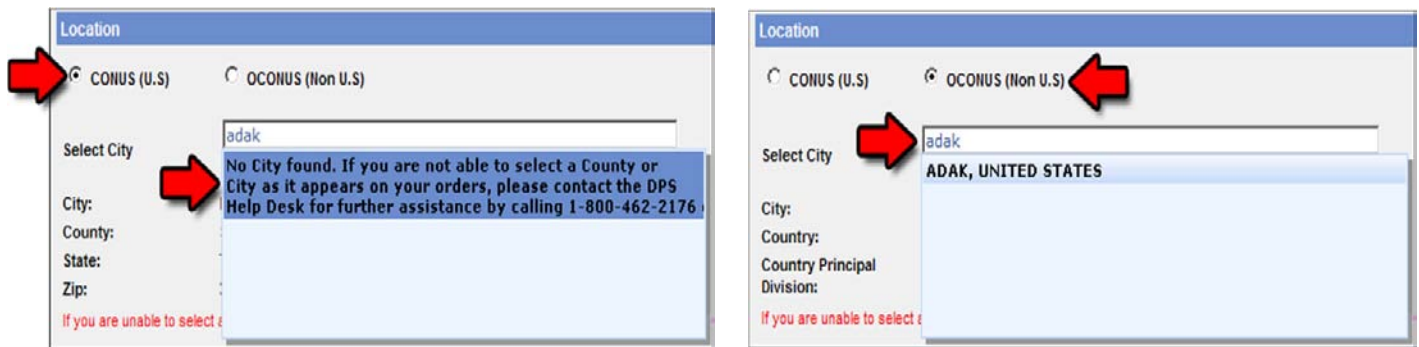 Location
CONUS (U.S)
OCONUS (Non U.S)
Select City
adak
No City found. If you are not able to select a County or
City as it appears on your orders, please contact the DPS
Help Desk for further assistance by calling 1-800-462-2176
City:
County:
State:
Zip:
If you are unable to select
Location
CONUS (U.S)
OCONUS (Non U.S)
Select City
adak
ADAK, UNITED STATES
City:
Country:
Country Principal
Division:
If you are unable to select